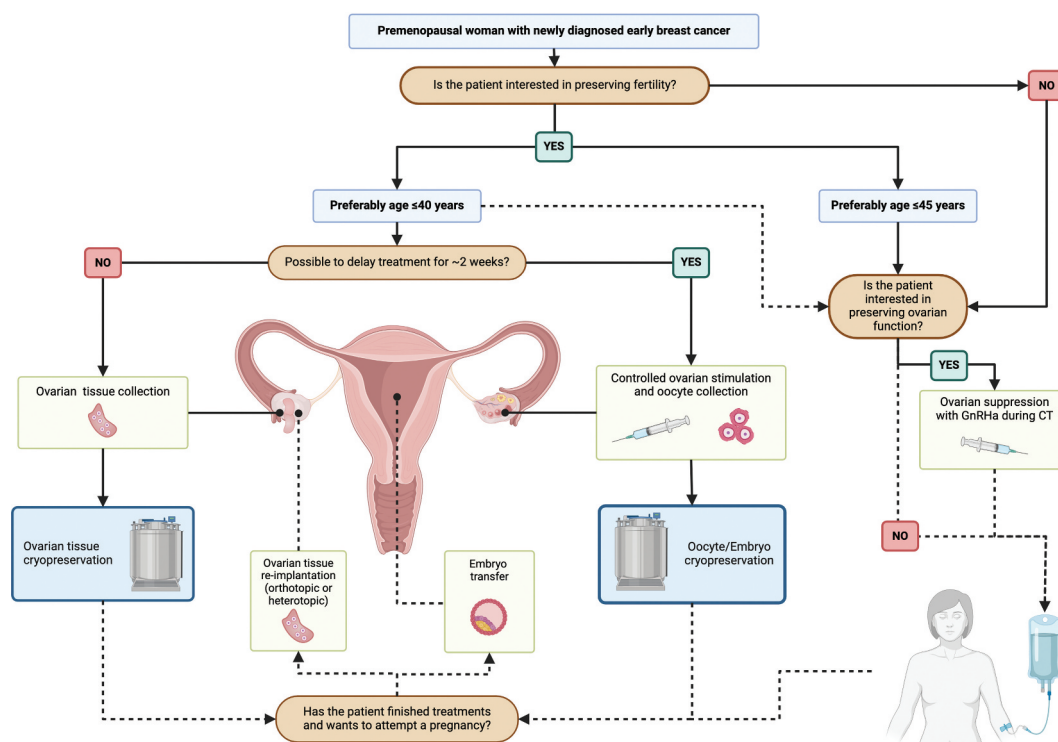 Premenopausal woman with newly diagnosed early breast cancer
Is the patient interested in preserving fertility?
NO
YES
Preferably age ≤40 years
Preferably age ≤45 years
NO
Possible to delay treatment for ~2 weeks?
YES
Is the patient
interested in
preserving ovarian
function?
YES
Ovarian tissue collection
Controlled ovarian stimulation
and oocyte collection
Ovarian suppression
with GnRHa during CT
NO
Ovarian tissue
cryopreservation
Ovarian tissue
re-implantation
(orthotopic or
heterotopic)
Embryo
transfer
Oocyte/Embryo
cryopreservation
Has the patient finished treatments
and wants to attempt a pregnancy?